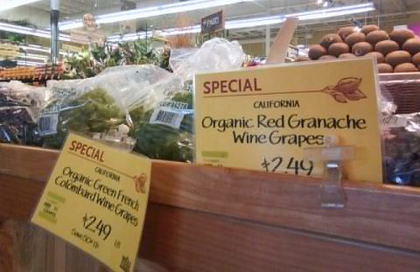 SPECIAL
CALIFORNIA
Organic Red Granache
Wine Grapes
$2.49
SPECIAL
CALIFORNIA
Organic Green French
Colombard Wine Grapes
$2.49 LB